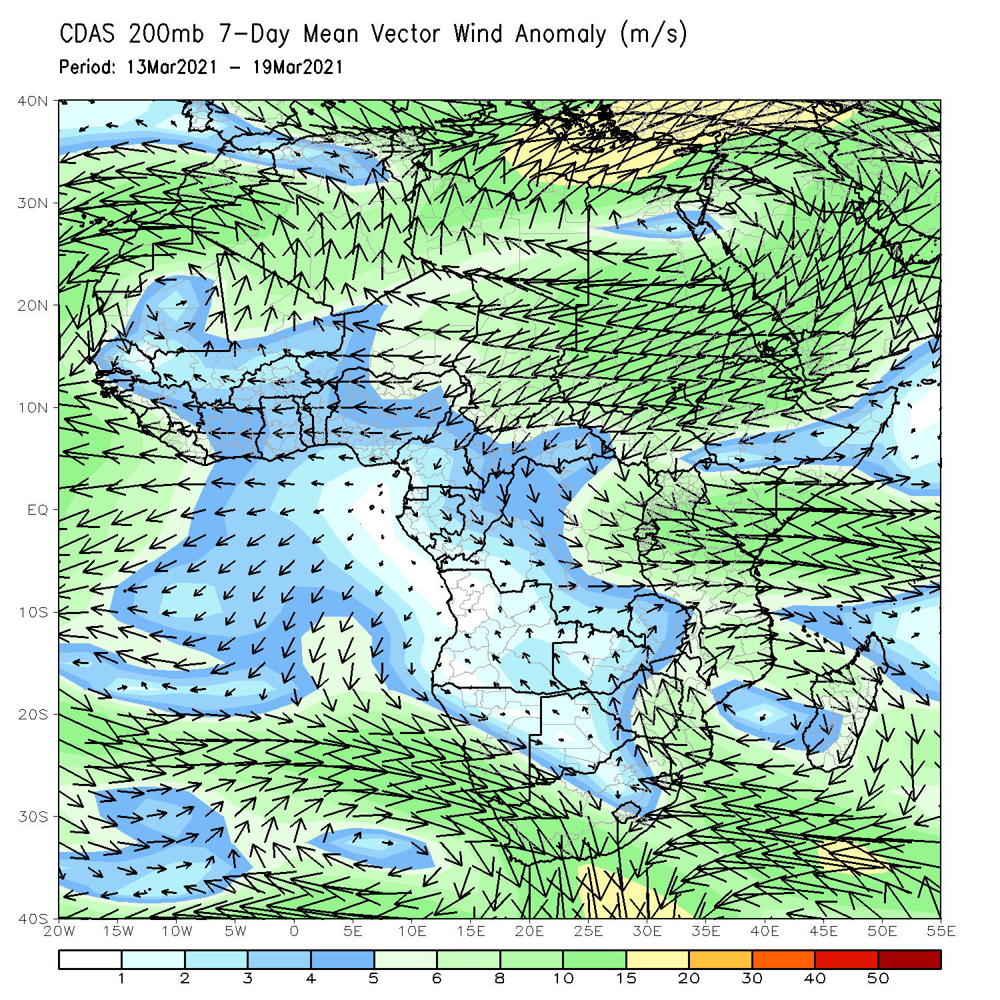 CDAS 200mb 7-Day Mean Vector Wind Anomaly (m/s)
Period: 13Mar2021 - 19Mar2021
40N
30N
20N
10N
EQ
10S
20S
30S
40S
20W 15W 10W 5W 0 5E 10E 15E 20E 25E 30E 35E 40E 45E 50E 55E
1 2 3 4 5 6 8 10 15 20 30 40 50